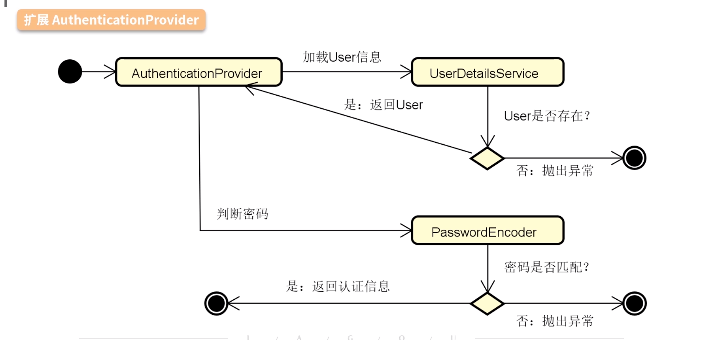 扩展 AuthenticationProvider
AuthenticationProvider
加载User信息
UserDetailsService
是：返回User
User是否存在？
否：抛出异常
判断密码
PasswordEncoder
密码是否匹配？
是：返回认证信息
否：抛出异常